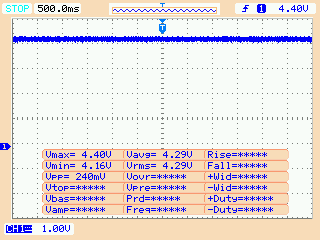 STOP 500.0ms T 1 4.40V
T
1
Vmax= 4.40V Vavg= 4.29V Rise=*****
Vmin= 4.16V Vrms= 4.29V Fall=*****
Vpp= 240mV Vovr=***** +Wid=*****
Vtop=***** Vpre=***** -Wid=*****
Vbas=***** Prd=***** +Duty=*****
Vamp=***** Freq=***** -Duty=*****
CH1 1.00V